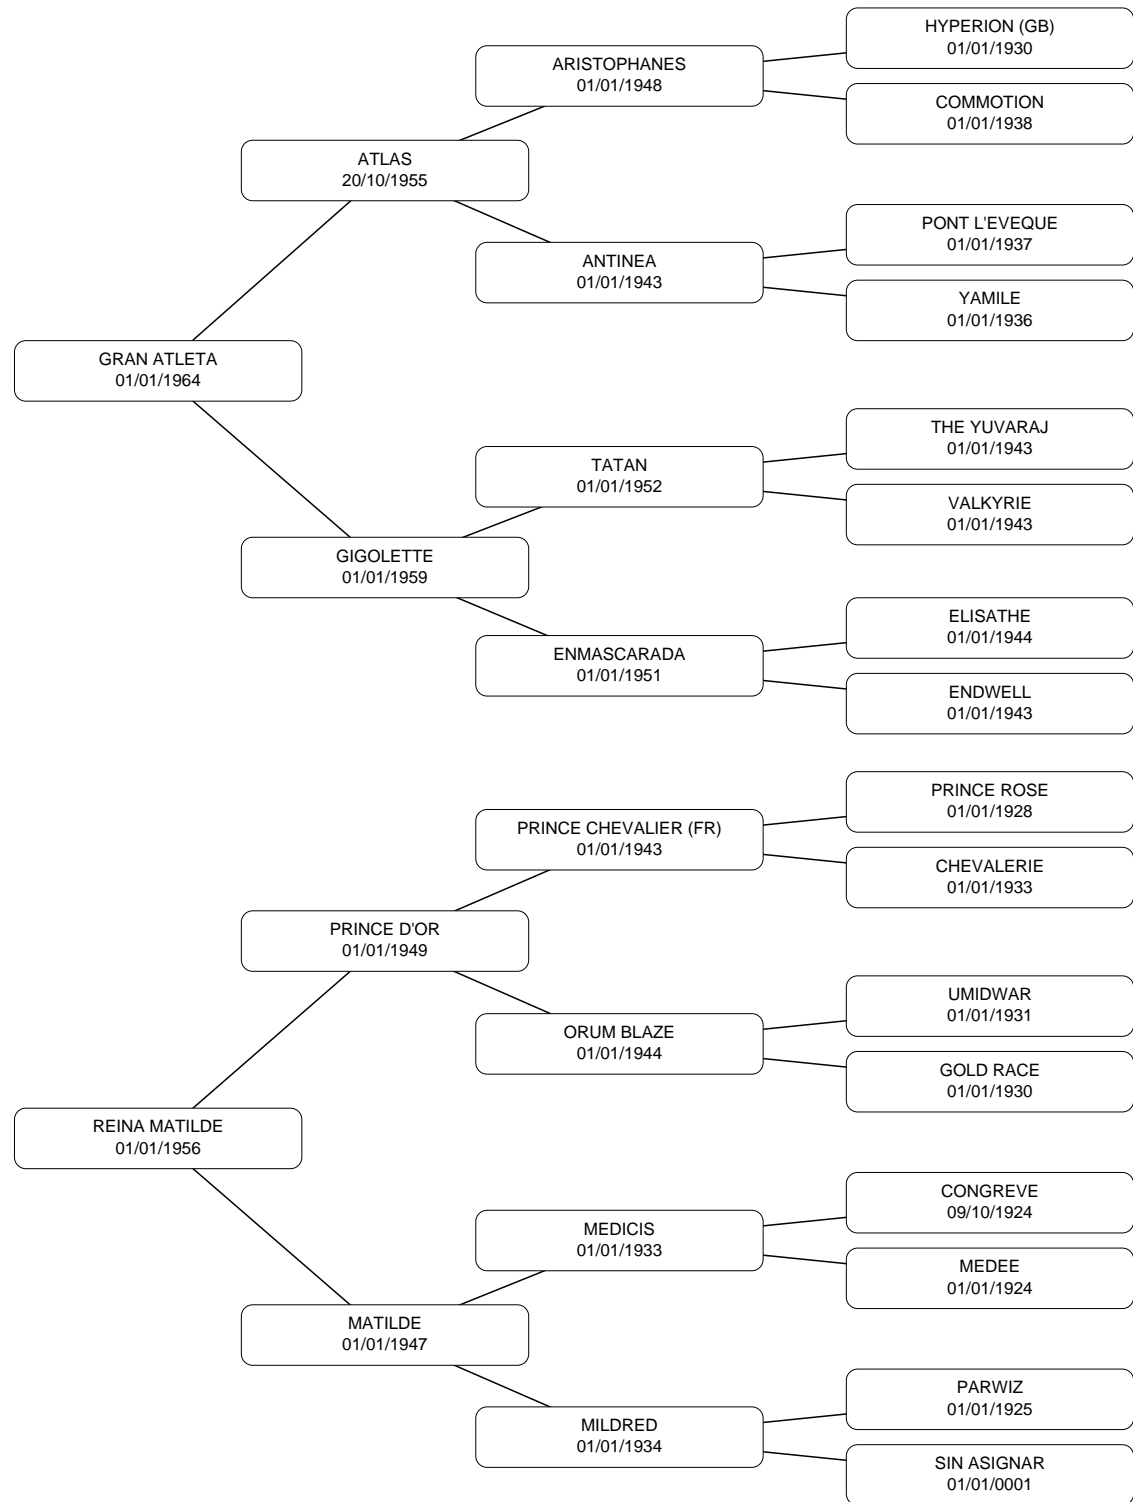 HYPERION (GB)
01/01/1930
ARISTOPHANES
01/01/1948
COMMOTION
01/01/1938
ATLAS
20/10/1955
PONT L'EVEQUE
01/01/1937
ANTINEA
01/01/1943
YAMILE
01/01/1936
GRAN ATLETA
01/01/1964
THE YUVARAJ
01/01/1943
TATAN
01/01/1952
VALKYRIE
01/01/1943
GIGOLETTE
01/01/1959
ELISATHE
01/01/1944
ENMASCARADA
01/01/1951
ENDWELL
01/01/1943
PRINCE ROSE
01/01/1928
PRINCE CHEVALIER (FR)
01/01/1943
CHEVALERIE
01/01/1933
PRINCE D'OR
01/01/1949
UMIDWAR
01/01/1931
ORUM BLAZE
01/01/1944
GOLD RACE
01/01/1930
REINA MATILDE
01/01/1956
CONGREVE
09/10/1924
MEDICIS
01/01/1933
MEDEE
01/01/1924
MATILDE
01/01/1947
PARWIZ
01/01/1925
MILDRED
01/01/1934
SIN ASIGNAR
01/01/0001